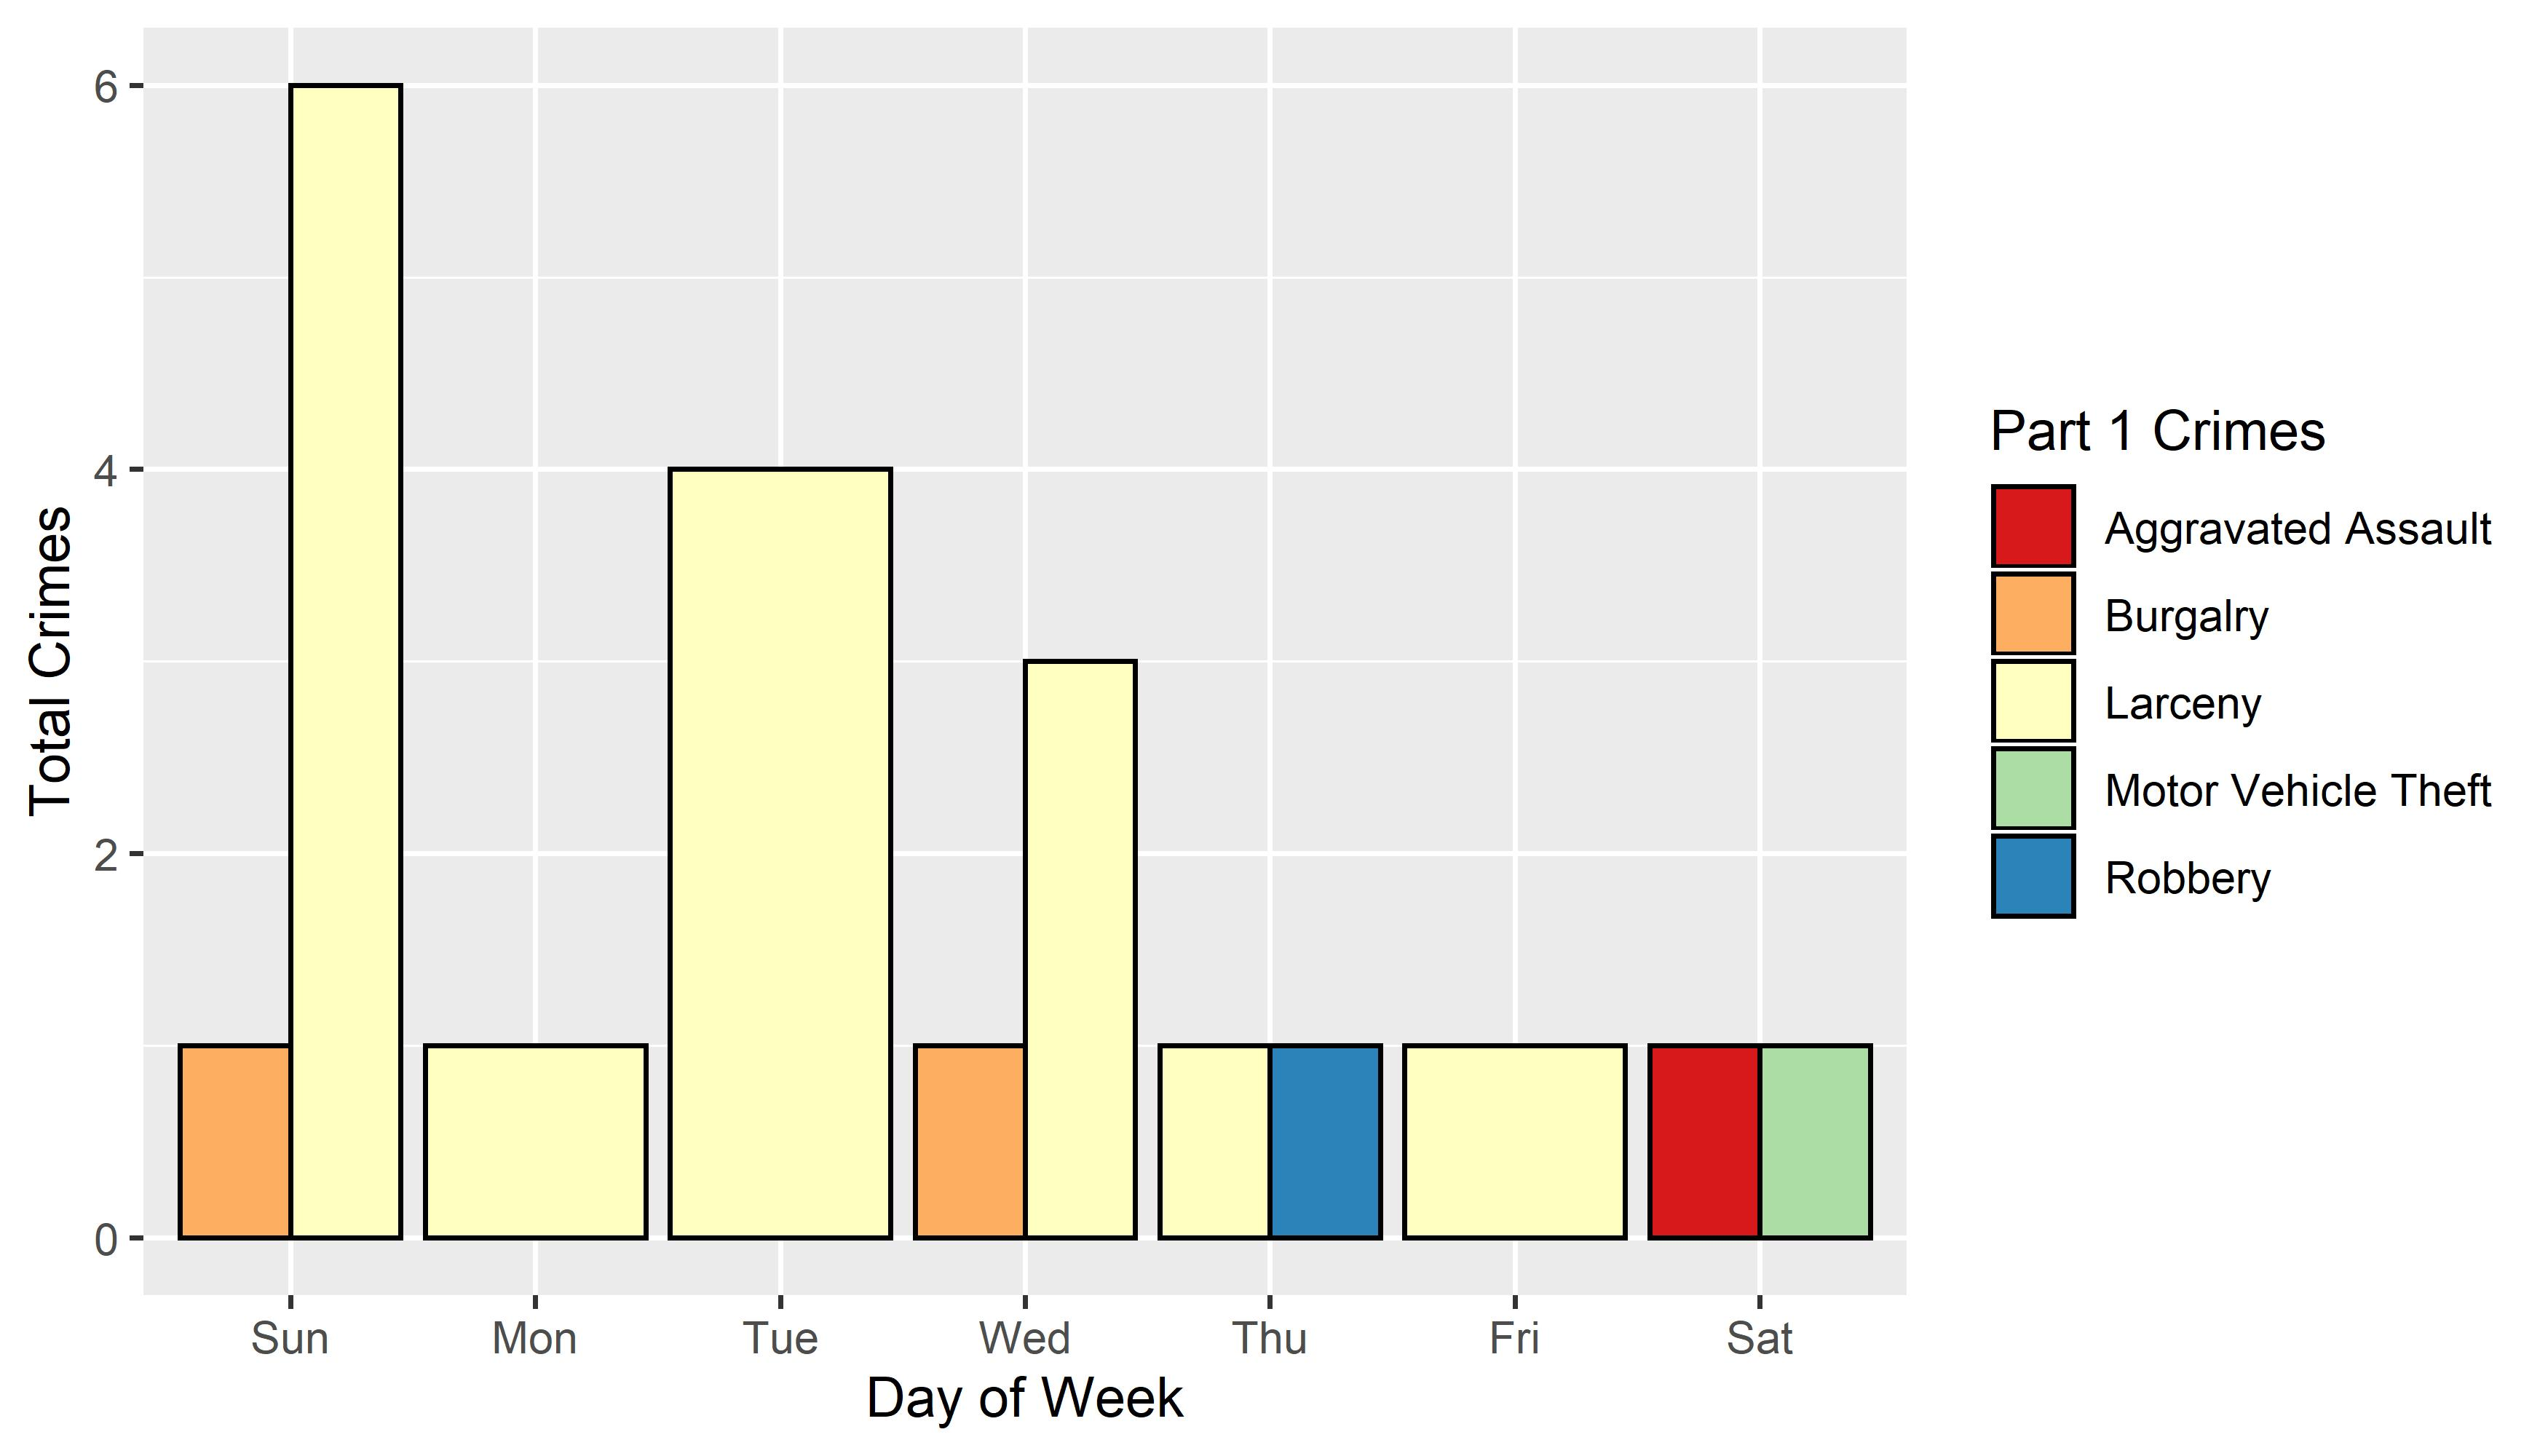 6
4
2
0
Total Crimes
Sun Mon Tue Wed Thu Fri Sat
Day of Week
Part 1 Crimes
Aggravated Assault
Burgalry
Larceny
Motor Vehicle Theft
Robbery